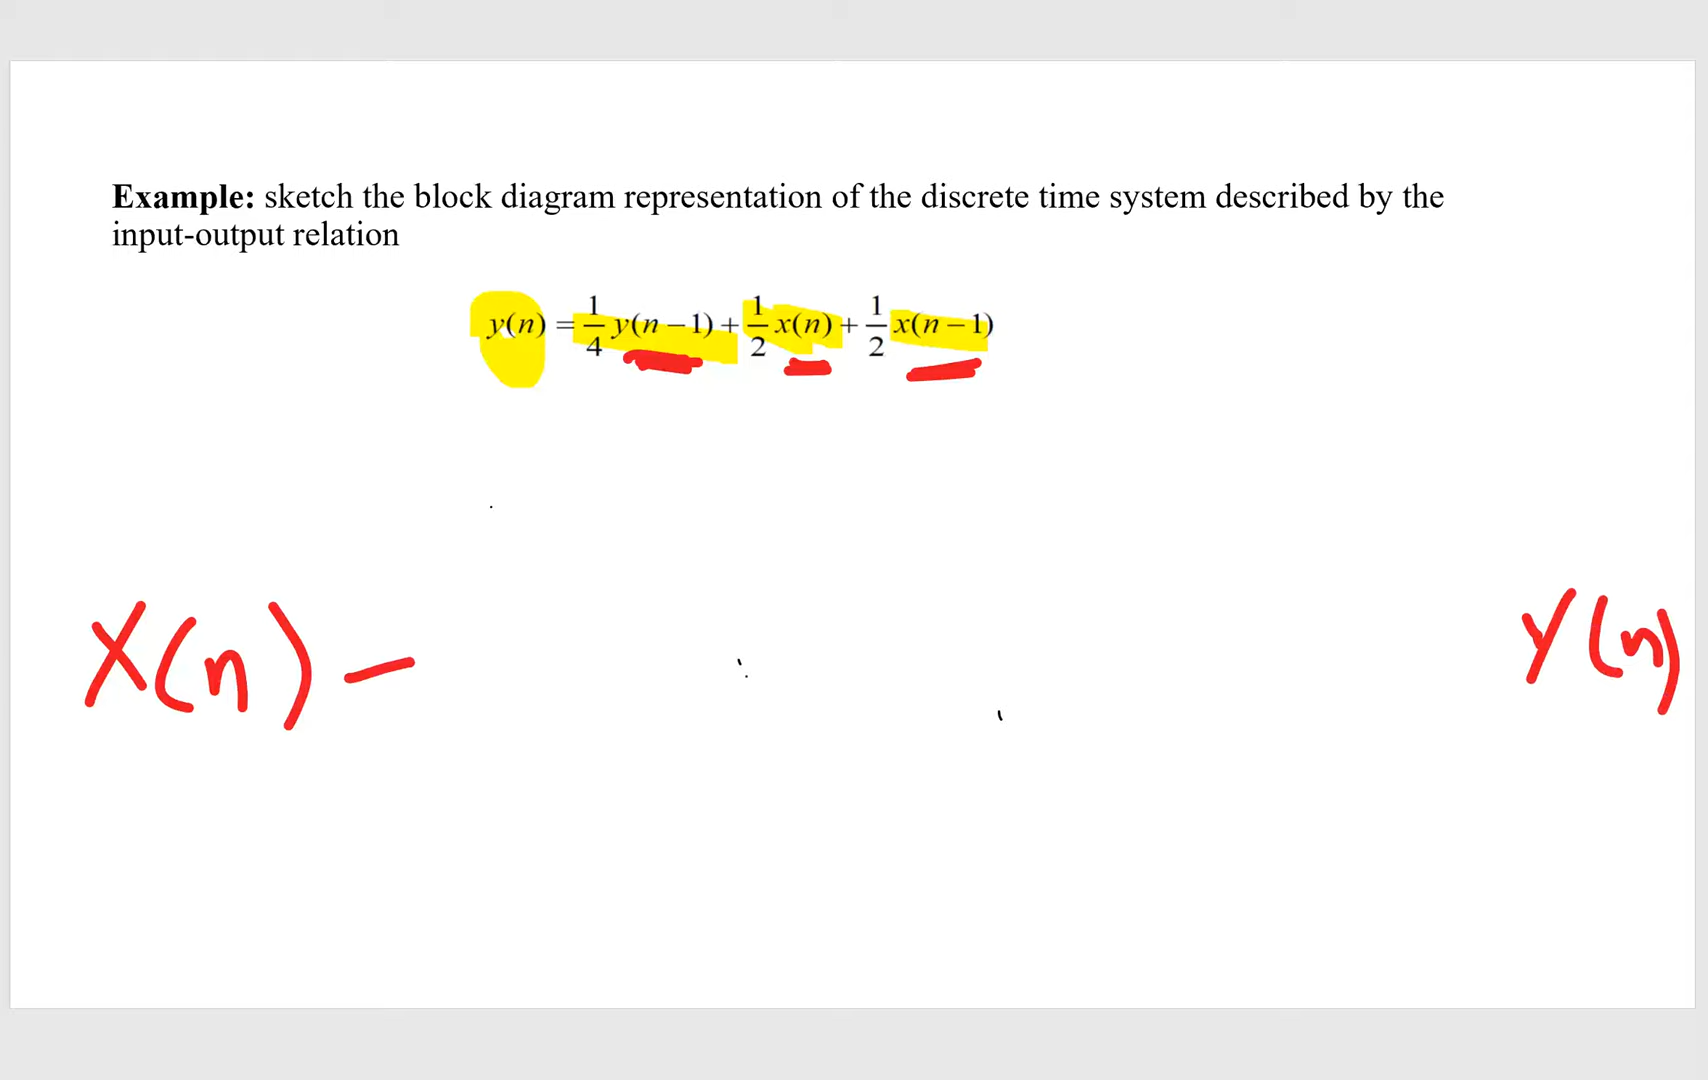 Example: sketch the block diagram representation of the discrete time system described by the
input-output relation
y(n) = 1/4 y(n − 1) + 1/2 x(n) + 1/2 x(n − 1)
X(n) − Y(n)